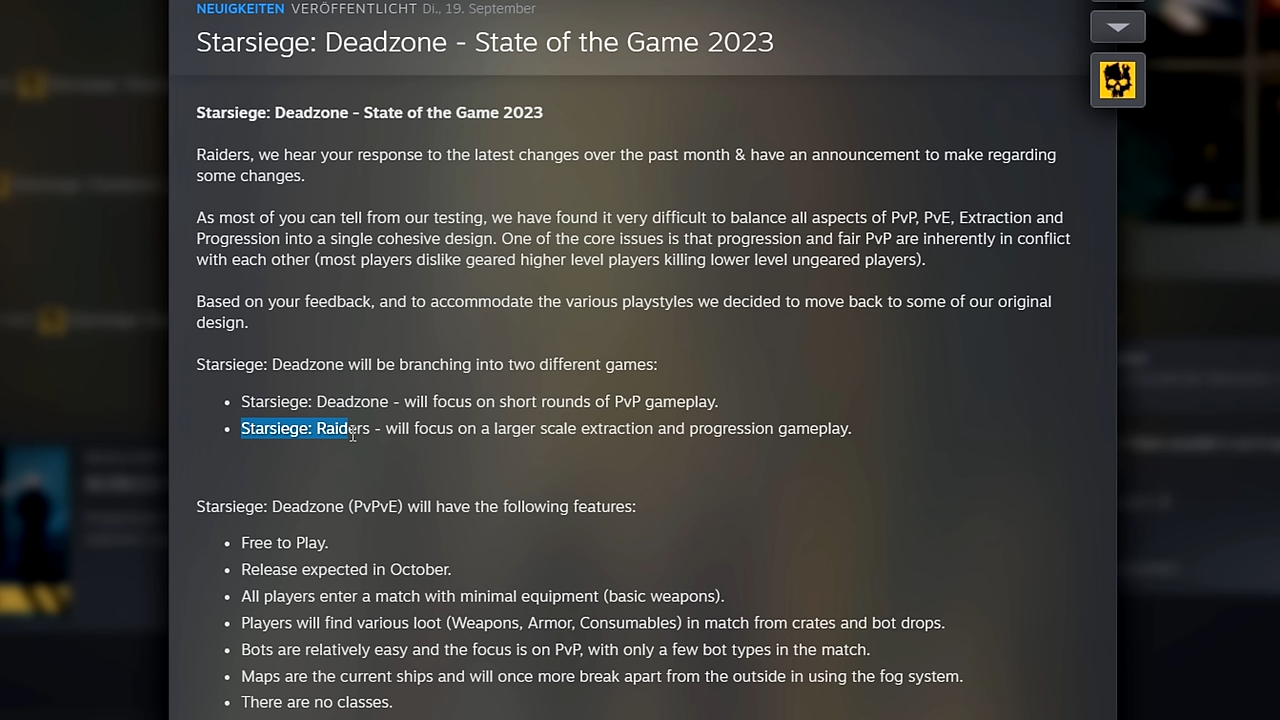 NEUIGKEITEN VERÖFFENTLICHT Di., 19. September
Starsiege: Deadzone - State of the Game 2023
Starsiege: Deadzone - State of the Game 2023
Raiders, we hear your response to the latest changes over the past month & have an announcement to make regarding
some changes.
As most of you can tell from our testing, we have found it very difficult to balance all aspects of PvP, PvE, Extraction and
Progression into a single cohesive design. One of the core issues is that progression and fair PvP are inherently in conflict
with each other (most players dislike geared higher level players killing lower level ungeared players).
Based on your feedback, and to accommodate the various playstyles we decided to move back to some of our original
design.
Starsiege: Deadzone will be branching into two different games:
• Starsiege: Deadzone - will focus on short rounds of PvP gameplay.
• Starsiege: Raiders - will focus on a larger scale extraction and progression gameplay.
Starsiege: Deadzone (PvPvE) will have the following features:
• Free to Play.
• Release expected in October.
• All players enter a match with minimal equipment (basic weapons).
• Players will find various loot (Weapons, Armor, Consumables) in match from crates and bot drops.
• Bots are relatively easy and the focus is on PvP, with only a few bot types in the match.
• Maps are the current ships and will once more break apart from the outside in using the fog system.
• There are no classes.